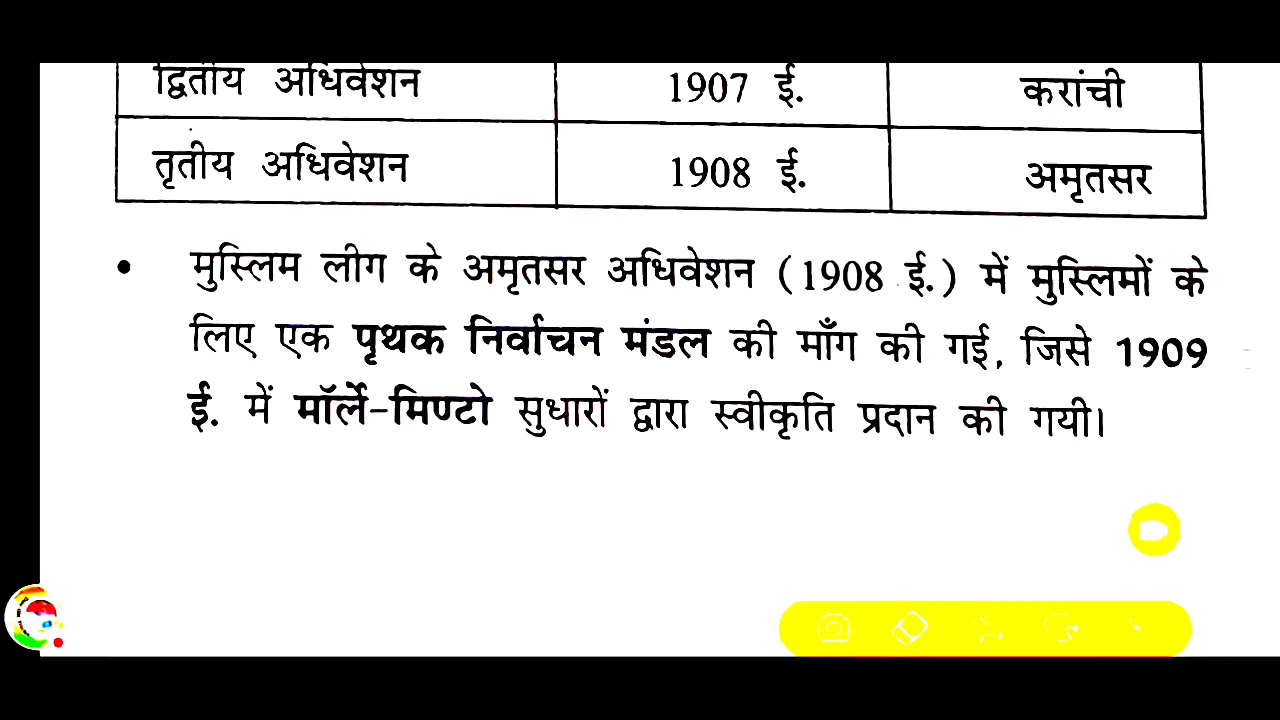 द्वितीय अधिवेशन 1907 ई. करांची
तृतीय अधिवेशन 1908 ई. अमृतसर
• मुस्लिम लीग के अमृतसर अधिवेशन (1908 ई.) में मुस्लिमों के
लिए एक पृथक निर्वाचन मंडल की माँग की गई, जिसे 1909
ई. में मॉर्ले-मिण्टो सुधारों द्वारा स्वीकृति प्रदान की गयी।